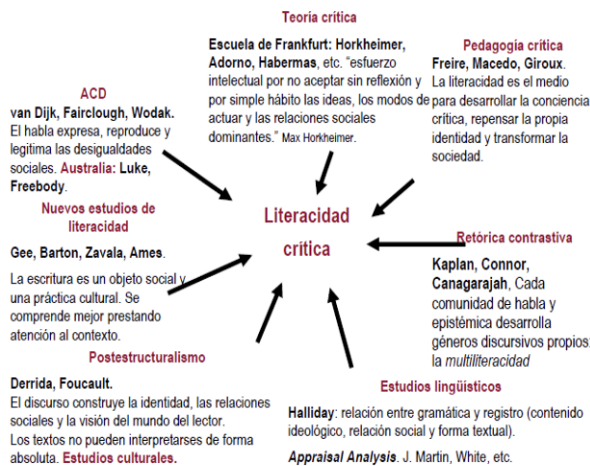 Teoría crítica
Escuela de Frankfurt: Horkheimer,
Adorno, Habermas, etc. “esfuerzo
intelectual por no aceptar sin reflexión y
por simple hábito las ideas, los modos de
actuar y las relaciones sociales
dominantes.” Max Horkheimer.
Pedagogía crítica
Freire, Macedo, Giroux.
La literacidad es el medio
para desarrollar la conciencia
crítica, repensar la propia
identidad y transformar la
sociedad.
ACD
van Dijk, Fairclough, Wodak.
El habla expresa, reproduce y
legitima las desigualdades
sociales. Australia: Luke,
Freebody.
Literacidad
crítica
Nuevos estudios de
literacidad
Gee, Barton, Zavala, Ames.
La escritura es un objeto social y
una práctica cultural. Se
comprende mejor prestando
atención al contexto.
Retórica contrastiva
Kaplan, Connor,
Canagarajah, Cada
comunidad de habla y
epistémica desarrolla
géneros discursivos propios:
la multiliteracidad
Postestructuralismo
Derrida, Foucault.
El discurso construye la identidad, las relaciones
sociales y la visión del mundo del lector.
Los textos no pueden interpretarse de forma
absoluta. Estudios culturales.
Estudios lingüísticos
Halliday: relación entre gramática y registro (contenido
ideológico, relación social y forma textual).
Appraisal Analysis. J. Martin, White, etc.